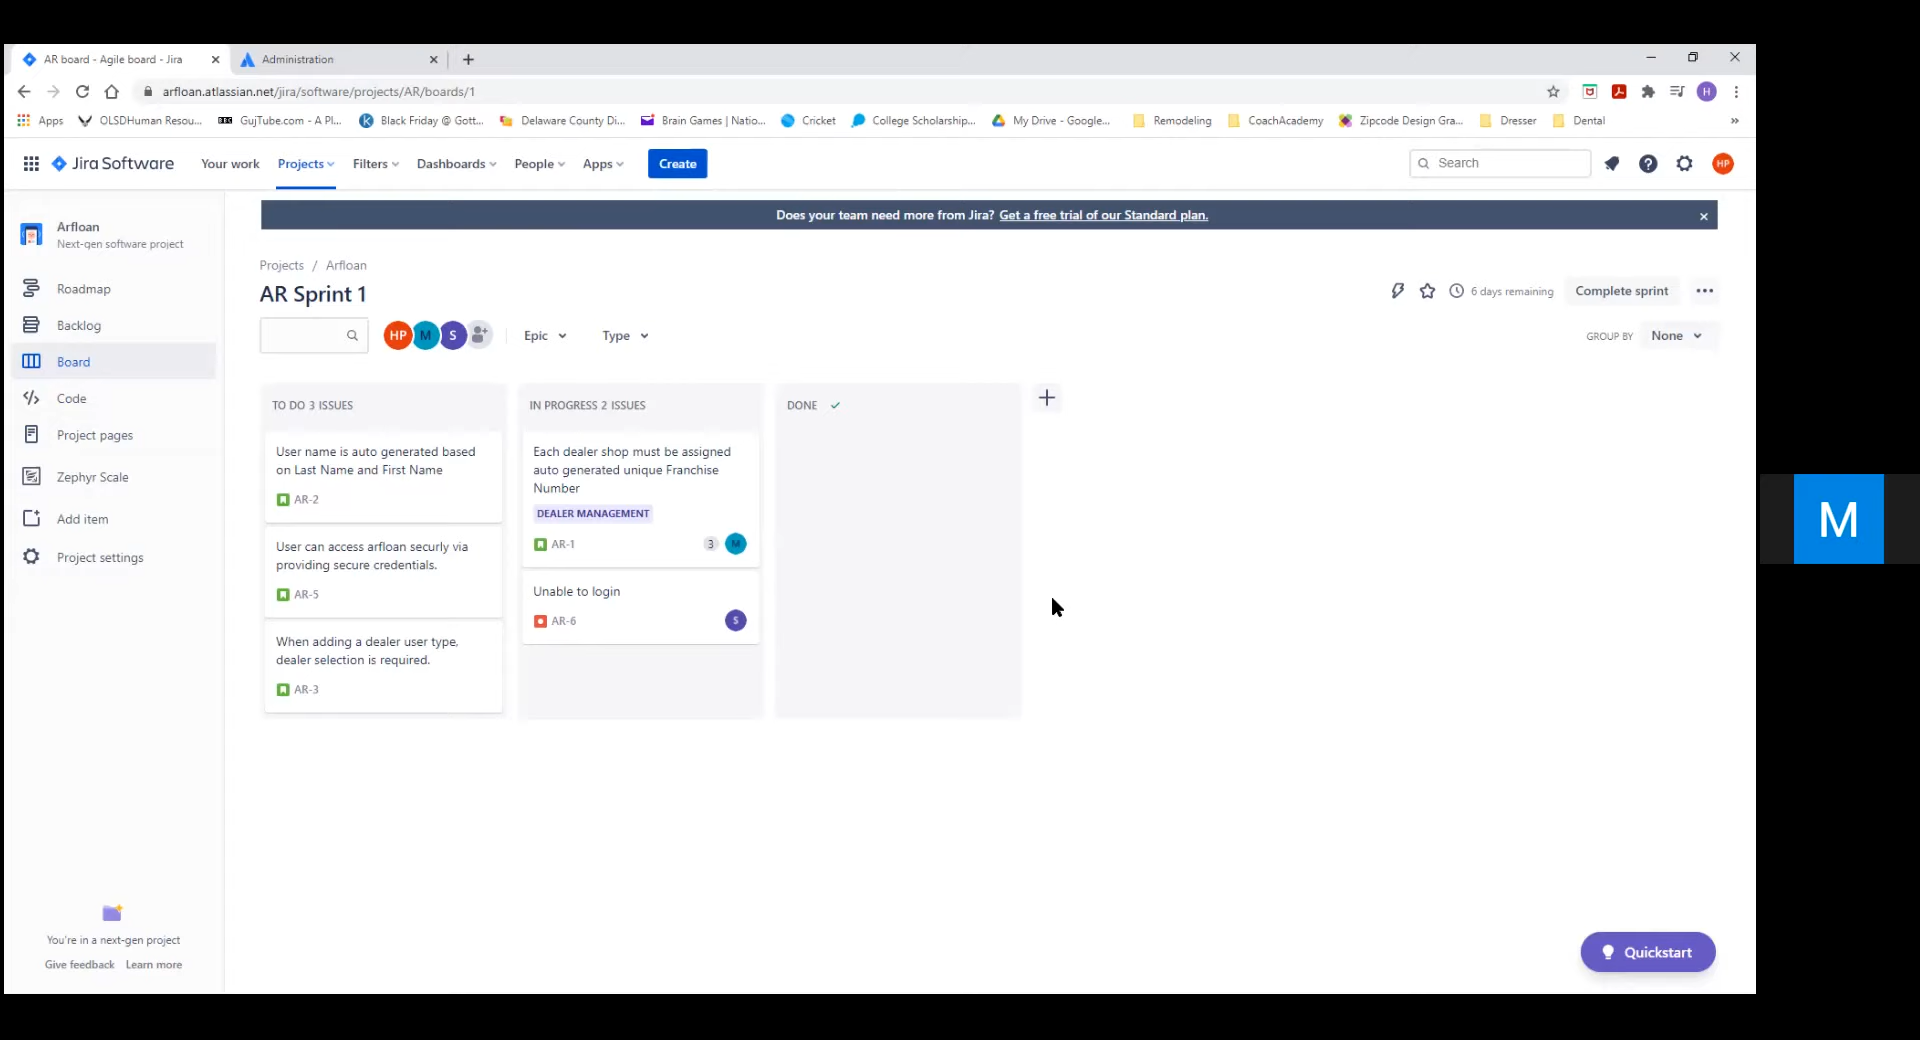 AR board - Agile board - Jira
Administration
arfloan.atlassian.net/jira/software/projects/AR/boards/1
H
Apps
OLSDHuman Resou...
GujTube.com - A Pl...
Black Friday @ Gott...
Delaware County Di...
Brain Games | Natio...
Cricket
College Scholarship...
My Drive - Google...
Remodeling
CoachAcademy
Zipcode Design Gra...
Dresser
Dental
»
Jira Software
Your work
Projects
Filters
Dashboards
People
Apps
Create
Search
HP
Does your team need more from Jira? Get a free trial of our Standard plan.
Arfloan
Next-gen software project
Roadmap
Backlog
Board
Code
Project pages
Zephyr Scale
Add item
Project settings
Projects / Arfloan
AR Sprint 1
6 days remaining
Complete sprint
HP M S
Epic
Type
GROUP BY
None
TO DO 3 ISSUES
User name is auto generated based
on Last Name and First Name
AR-2
User can access arfloan securly via
providing secure credentials.
AR-5
When adding a dealer user type,
dealer selection is required.
AR-3
IN PROGRESS 2 ISSUES
Each dealer shop must be assigned
auto generated unique Franchise
Number
DEALER MANAGEMENT
AR-1
3
M
Unable to login
AR-6
S
DONE
M
You're in a next-gen project
Give feedback Learn more
Quickstart